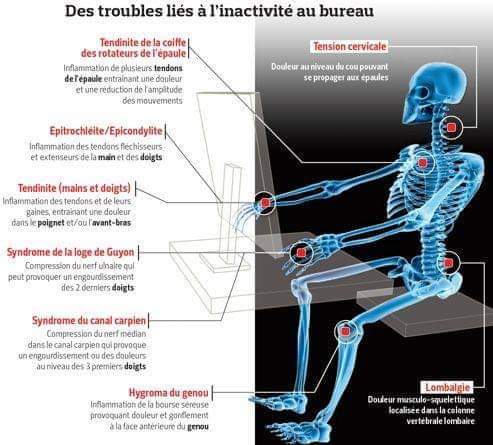 Des troubles liés à l'inactivité au bureau
Tendinite de la coiffe
des rotateurs de l'épaule
Inflammation de plusieurs tendons
de l'épaule entraînant une douleur
et une réduction de l'amplitude
des mouvements
Tension cervicale
Douleur au niveau du cou pouvant
se propager aux épaules
Epitrochléite/Epicondylite
Inflammation des tendons fléchisseurs
et extenseurs de la main et des doigts
Tendinite (mains et doigts)
Inflammation des tendons et de leurs
gaines, entrainant une douleur
dans le poignet et/ou l'avant-bras
Syndrome de la loge de Guyon
Compression du nerf ulnaire qui
peut provoquer un engourdissement
des 2 derniers doigts
Syndrome du canal carpien
Compression du nerf médian
dans le canal carpien qui provoque
un engourdissement ou des douleurs
au niveau des 3 premiers doigts
Hygroma du genou
Inflammation de la bourse séreuse
provoquant douleur et gonflement
à la face antérieure du genou
Lombalgie
Douleur musculo-squelettique
localisée dans la colonne
vertébrale lombaire